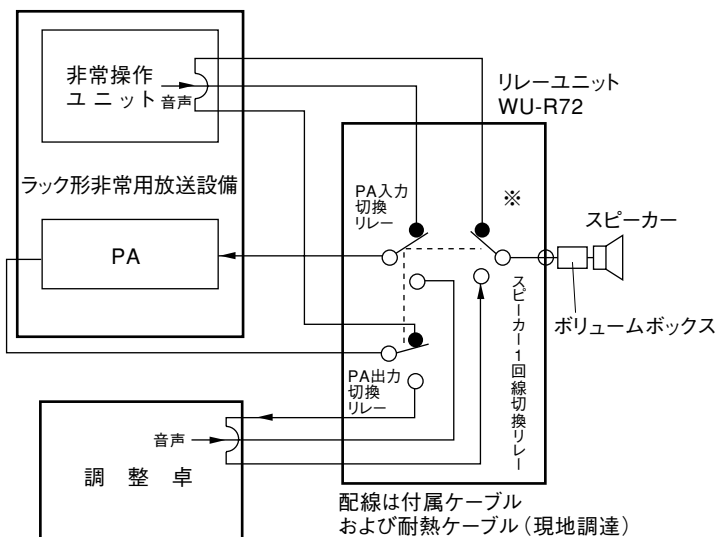 非常操作
ユニット
音声
ラック形非常用放送設備
PA
リレーユニット
WU-R72
PA入力
切換
リレー
※
スピーカー
ボリュームボックス
スピーカー1回線切換リレー
PA出力
切換
リレー
音声
調 整 卓
配線は付属ケーブル
および耐熱ケーブル（現地調達）